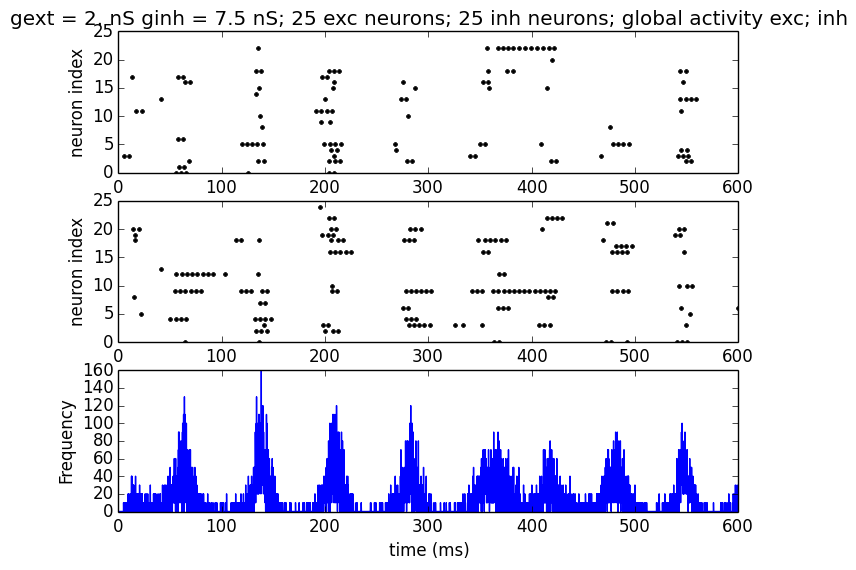 gext = 2, nS ginh = 7.5 nS; 25 exc neurons; 25 inh neurons; global activity exc; inh
25
20
15
10
5
0
neuron index
0 100 200 300 400 500 600
25
20
15
10
5
0
neuron index
0 100 200 300 400 500 600
160
140
120
100
80
60
40
20
0
Frequency
0 100 200 300 400 500 600
time (ms)